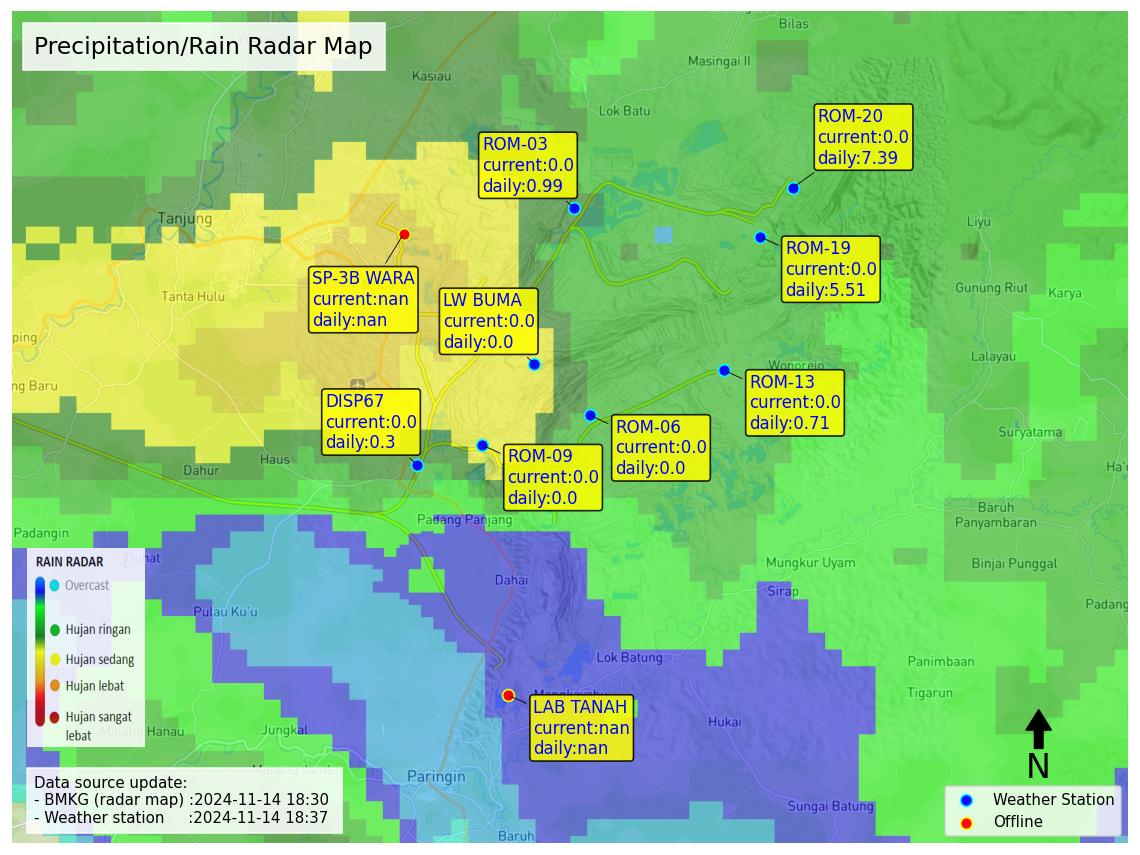 Precipitation/Rain Radar Map
Bilas
Masingai II
Kasiau
Lok Batu
ROM-20
current:0.0
daily:7.39
ROM-03
current:0.0
daily:0.99
Tanjung
Liyu
ROM-19
current:0.0
daily:5.51
SP-3B WARA
current:nan
daily:nan
Tanta Hulu
LW BUMA
current:0.0
daily:0.0
Gunung Riut
Karya
ping
Lalayau
Wonorejo
ng Baru
ROM-13
current:0.0
daily:0.71
DISP67
current:0.0
daily:0.3
ROM-06
current:0.0
daily:0.0
Suryatama
ROM-09
current:0.0
daily:0.0
Haus
Dahur
Ha'u
Baruh
Panyambaran
Padang Panjang
Padangin
Mungkur Uyam
Binjai Punggal
Dahai
Sirap
Padang
Pulau Ku'u
RAIN RADAR
Overcast
Hujan ringan
Hujan sedang
Hujan lebat
Hujan sangat
lebat
Lok Batung
Panimbaan
Tigarun
LAB TANAH
current:nan
daily:nan
Hukai
Jungkal
Paringin
Sungai Batung
Baruh
Data source update:
- BMKG (radar map) :2024-11-14 18:30
- Weather station :2024-11-14 18:37
N
Weather Station
Offline